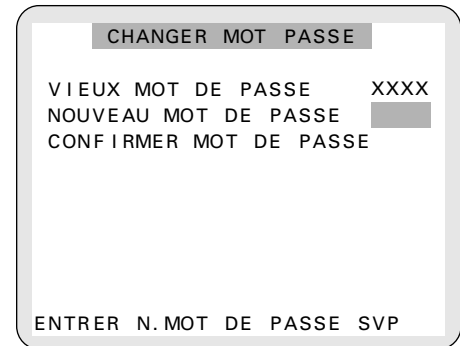 CHANGER MOT PASSE
VIEUX MOT DE PASSE XXXX
NOUVEAU MOT DE PASSE
CONFIRMER MOT DE PASSE
ENTRER N.MOT DE PASSE SVP